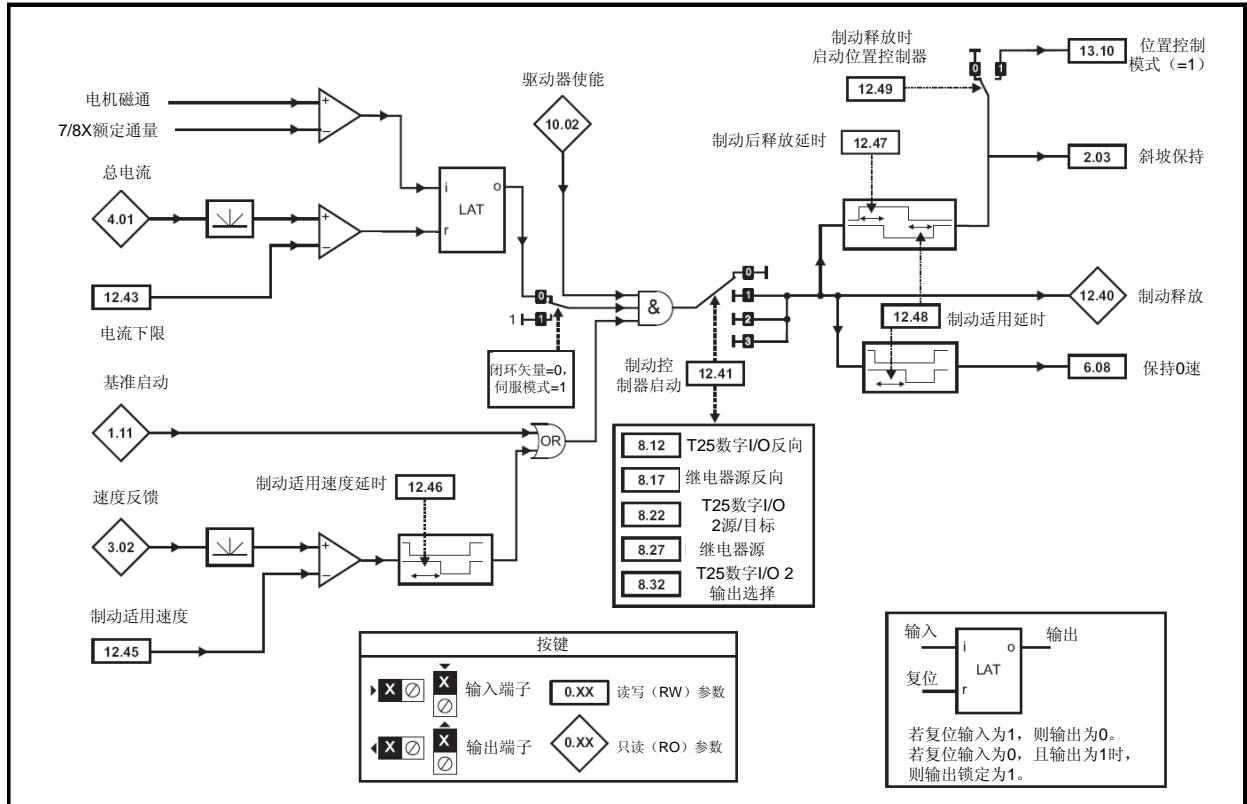 制动释放时
启动位置控制器
0
1
13.10
位置控制
模式（=1）
12.49
电机磁通
+
7/8X额定通量
–
驱动器使能
10.02
制动后释放延时
12.47
2.03
斜坡保持
总电流
4.01
+
–
i
o
LAT
r
12.43
电流下限
0
1
1
&
0
1
2
3
12.40
制动释放
12.48
制动适用延时
闭环矢量=0，
伺服模式=1
制动控
制器启动
12.41
6.08
保持0速
基准启动
1.11
OR
8.12
T25数字I/O反向
8.17
继电器源反向
8.22
T25数字I/O
2源/目标
8.27
继电器源
8.32
T25数字I/O 2
输出选择
制动适用速度延时
12.46
速度反馈
3.02
+
–
制动适用速度
12.45
按键
X
X
输入端子
0.XX
读写（RW）参数
X
X
输出端子
0.XX
只读（RO）参数
输入
i
o
输出
LAT
复位
r
若复位输入为1，则输出为0。
若复位输入为0，且输出为1时，
则输出锁定为1。